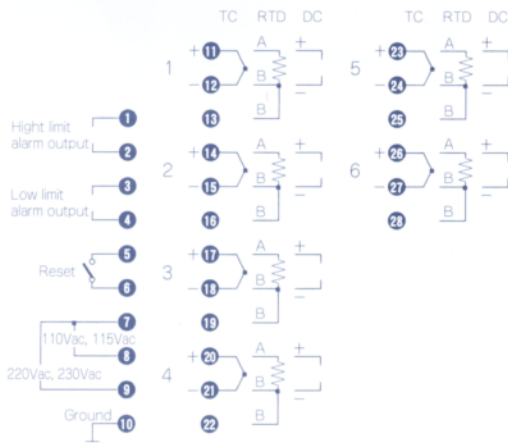 TC RTD DC TC RTD DC
1 + 11 A + 5 + 23 A +
− 12 B − − 24 B −
1 13 B 25 B
Hight limit
alarm output
2 2 + 14 A + 6 + 26 A +
3 − 15 B − − 27 B −
Low limit
alarm output
4 16 B 28 B
5 3 + 17 A +
Reset
6 − 18 B −
7 19 B
110Vac, 115Vac
8 4 + 20 A +
220Vac, 230Vac
9 − 21 B −
Ground
10 22 B